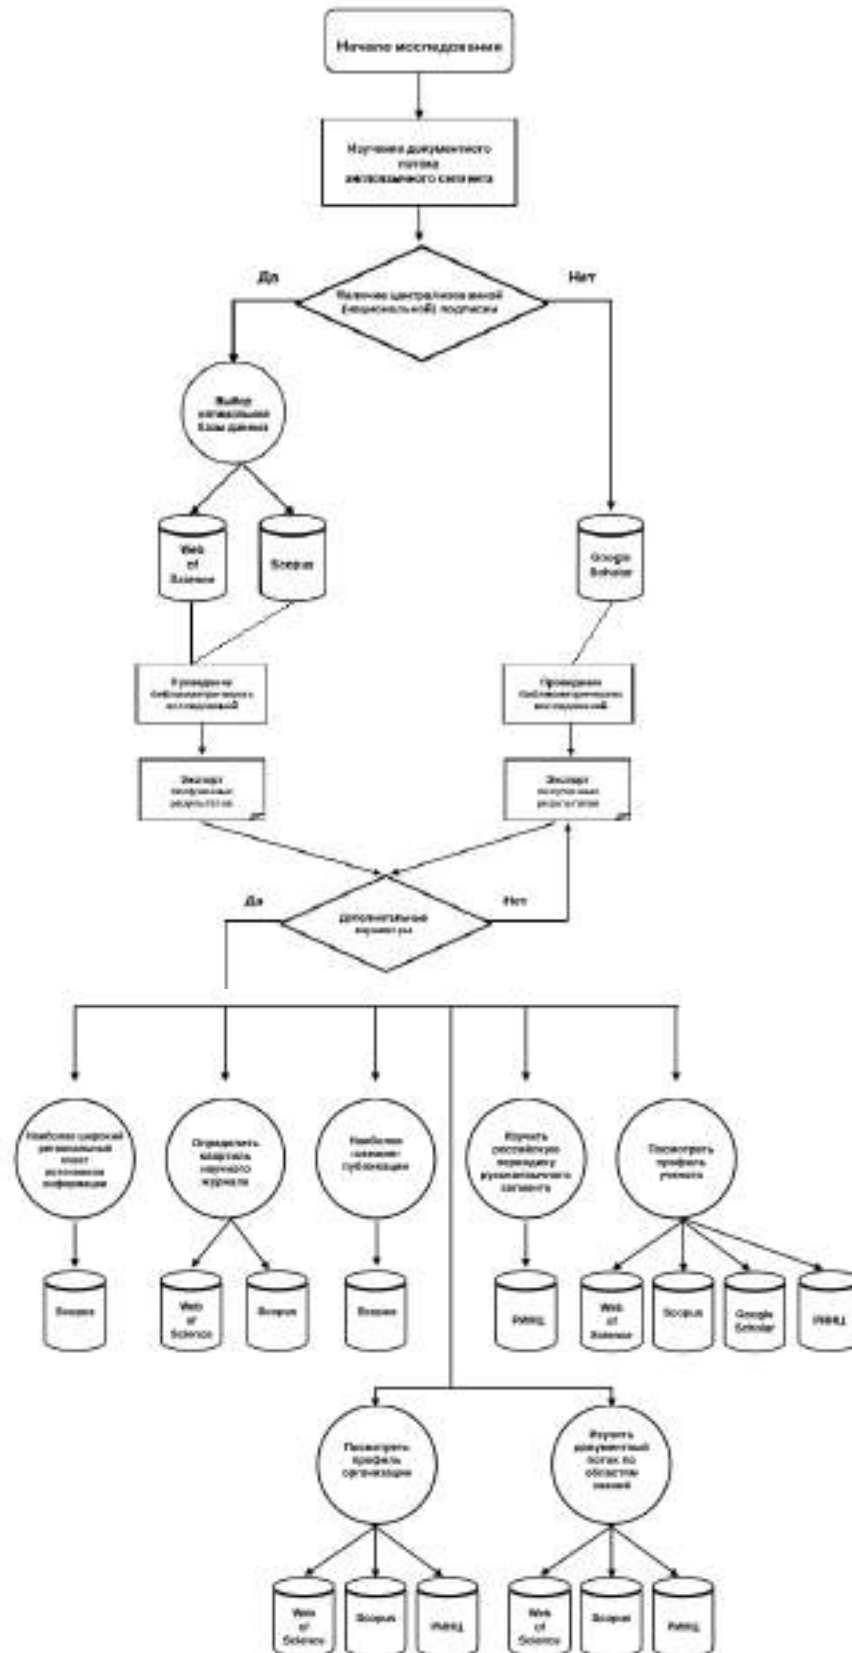 Начало исследования
Изучение документного
потока
англоязычного сегмента
Да
Нет
Наличие централизованной
(национальной) подписки
Выбор
оптимальной
базы данных
Web
of
Science
Scopus
Google
Scholar
Проведение
библиометрических
исследований
Проведение
библиометрических
исследований
Экспорт
полученных
результатов
Экспорт
полученных
результатов
Да
Нет
Дополнительные
параметры
Наиболее широкий
региональный
охват
источников
информации
Определить
квартиль
научного
журнала
Наиболее
«свежие»
публикации
Изучить
российскую
периодику
русскоязычного
сегмента
Посмотреть
профиль
ученого
Scopus
Web
of
Science
Scopus
Scopus
РИНЦ
Web
of
Science
Scopus
Google
Scholar
РИНЦ
Посмотреть
профиль
организации
Изучить
документный
поток по
областям
знаний
Web
of
Science
Scopus
РИНЦ
Web
of
Science
Scopus
РИНЦ